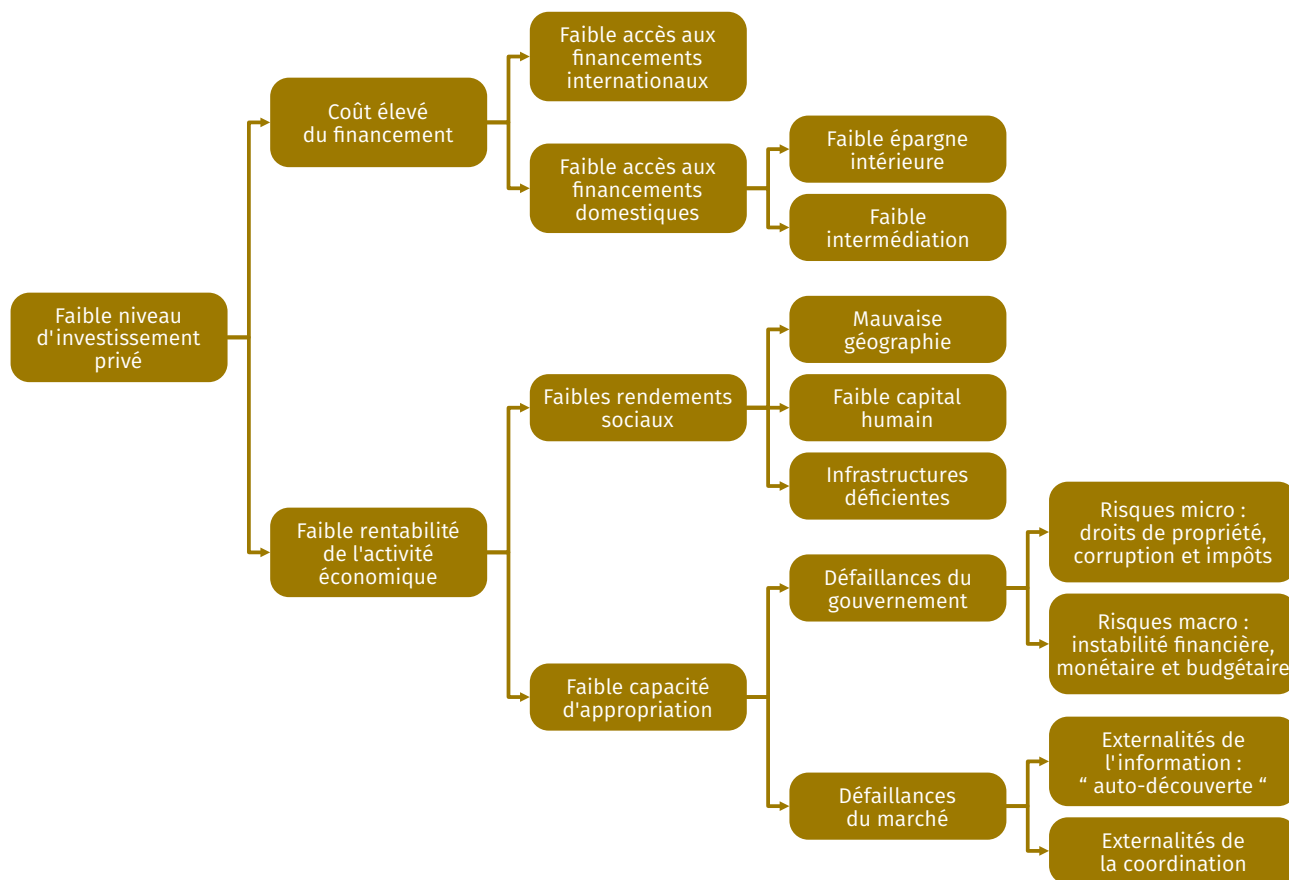 Faible niveau
d'investissement
privé
Coût élevé
du financement
Faible accès aux
financements
internationaux
Faible accès aux
financements
domestiques
Faible épargne
intérieure
Faible
intermédiation
Faible rentabilité
de l'activité
économique
Faibles rendements
sociaux
Mauvaise
géographie
Faible capital
humain
Infrastructures
déficientes
Faible capacité
d'appropriation
Défaillances du
gouvernement
Risques micro :
droits de propriété,
corruption et impôts
Risques macro :
instabilité financière,
monétaire et budgétaire
Défaillances
du marché
Externalités de
l'information :
“ auto-découverte “
Externalités de
la coordination